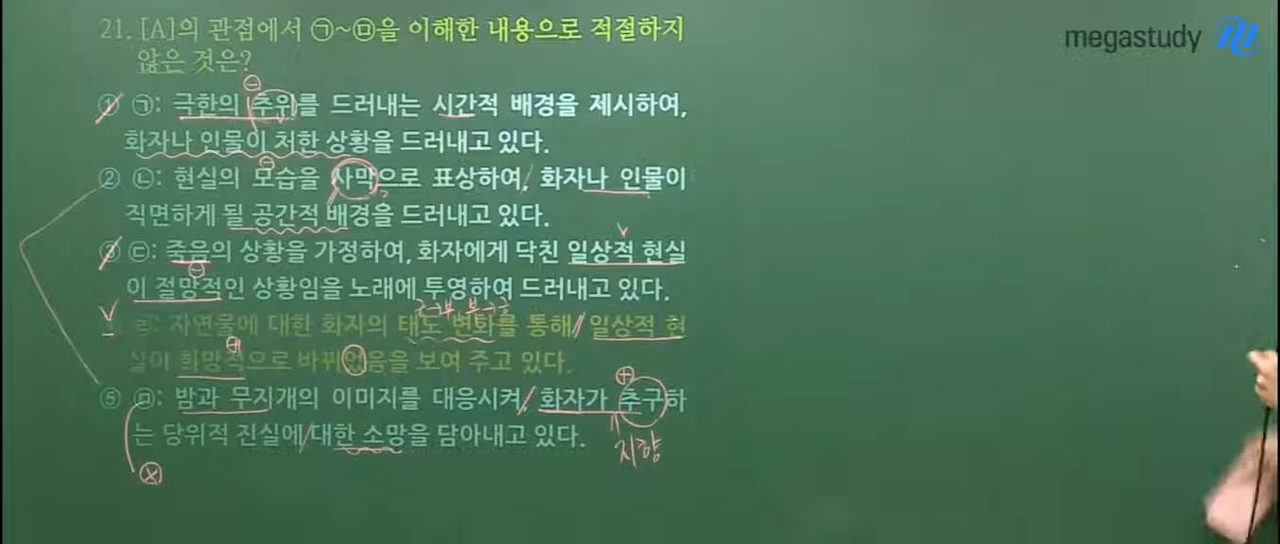 21. [A]의 관점에서 ㉠~㉤을 이해한 내용으로 적절하지
않은 것은?
megastudy
① ㉠: 극한의 추위를 드러내는 시간적 배경을 제시하여,
화자나 인물이 처한 상황을 드러내고 있다.
② ㉡: 현실의 모습을 사막으로 표상하여, 화자나 인물이
직면하게 될 공간적 배경을 드러내고 있다.
③ ㉢: 죽음의 상황을 가정하여, 화자에게 닥친 일상적 현실
이 절망적인 상황임을 노래에 투영하여 드러내고 있다.
㉣: 자연물에 대한 화자의 태도 변화를 통해 일상적 현
실이 희망적으로 바뀌었음을 보여 주고 있다.
⑤ ㉤: 밤과 무지개의 이미지를 대응시켜, 화자가 추구하
는 당위적 진실에 대한 소망을 담아내고 있다.
지향